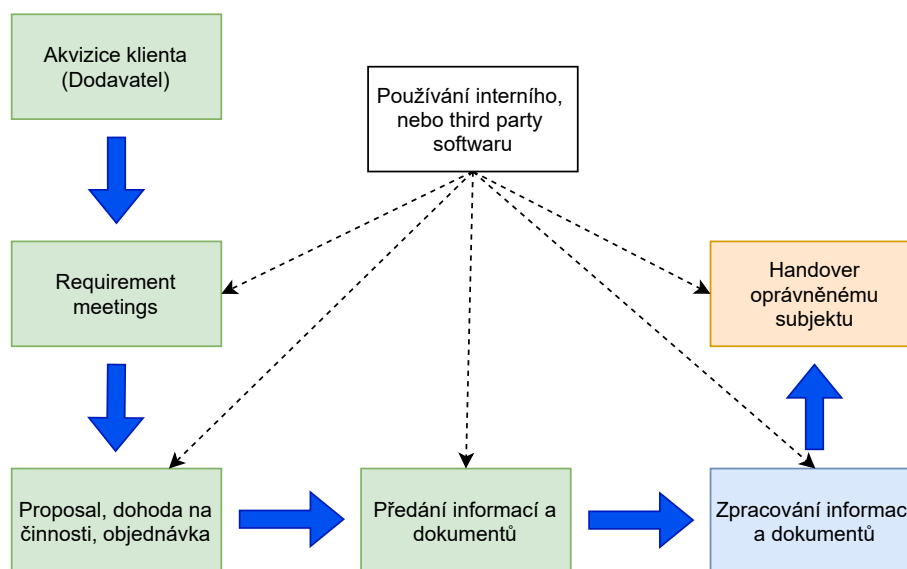 Akvizice klienta
(Dodavatel)
Používání interního,
nebo third party
softwaru
Requirement
meetings
Handover
oprávněnému
subjektu
Proposal, dohoda na
činnosti, objednávka
Předání informací a
dokumentů
Zpracování informac
a dokumentů